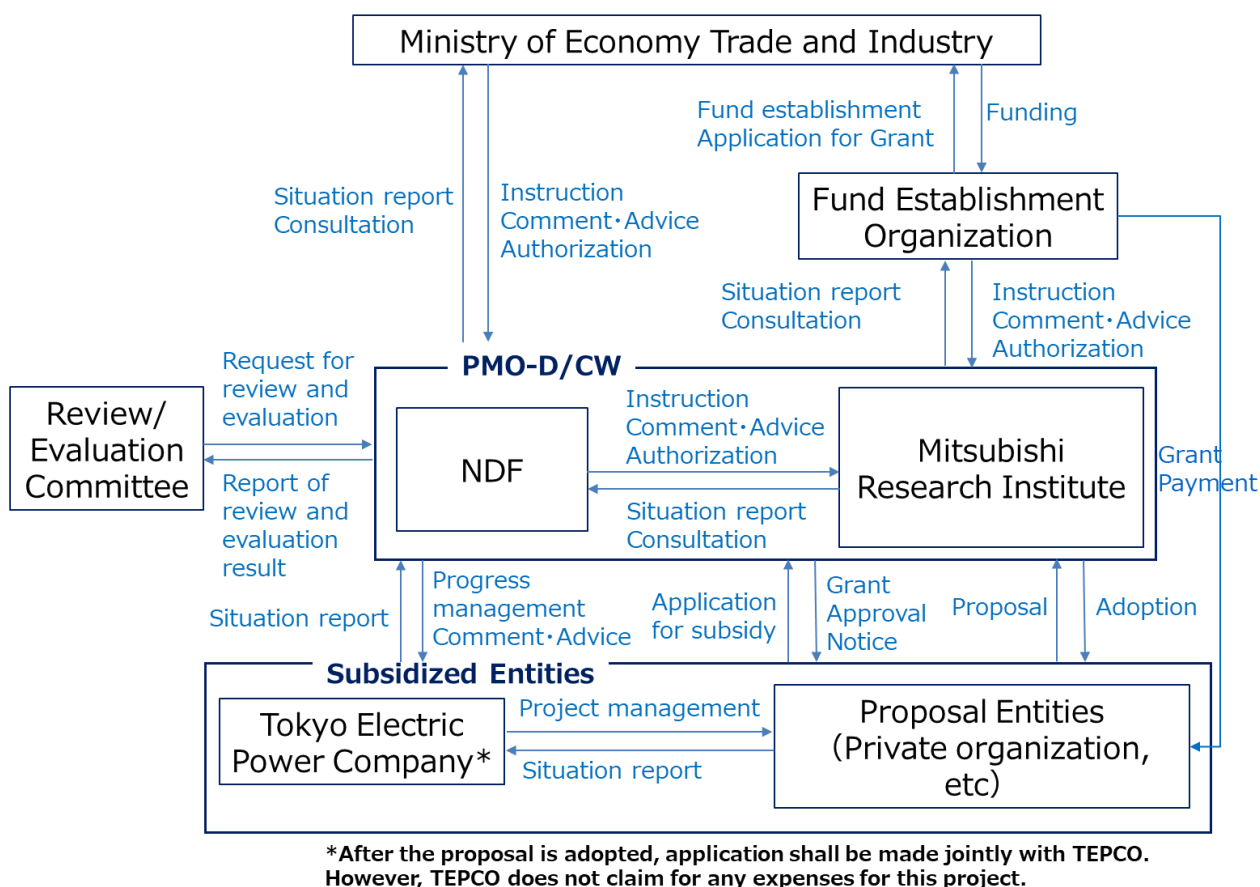 Ministry of Economy Trade and Industry
Fund establishment
Application for Grant
Funding
Situation report
Consultation
Instruction
Comment・Advice
Authorization
Fund Establishment
Organization
Situation report
Consultation
Instruction
Comment・Advice
Authorization
PMO-D/CW
Request for
review and
evaluation
Review/
Evaluation
Committee
Report of
review and
evaluation
result
NDF
Instruction
Comment・Advice
Authorization
Situation report
Consultation
Mitsubishi
Research Institute
Grant
Payment
Situation report
Progress
management
Comment・Advice
Application
for subsidy
Grant
Approval
Notice
Proposal
Adoption
Subsidized Entities
Tokyo Electric
Power Company*
Project management
Situation report
Proposal Entities
（Private organization,
etc）
*After the proposal is adopted, application shall be made jointly with TEPCO.
However, TEPCO does not claim for any expenses for this project.